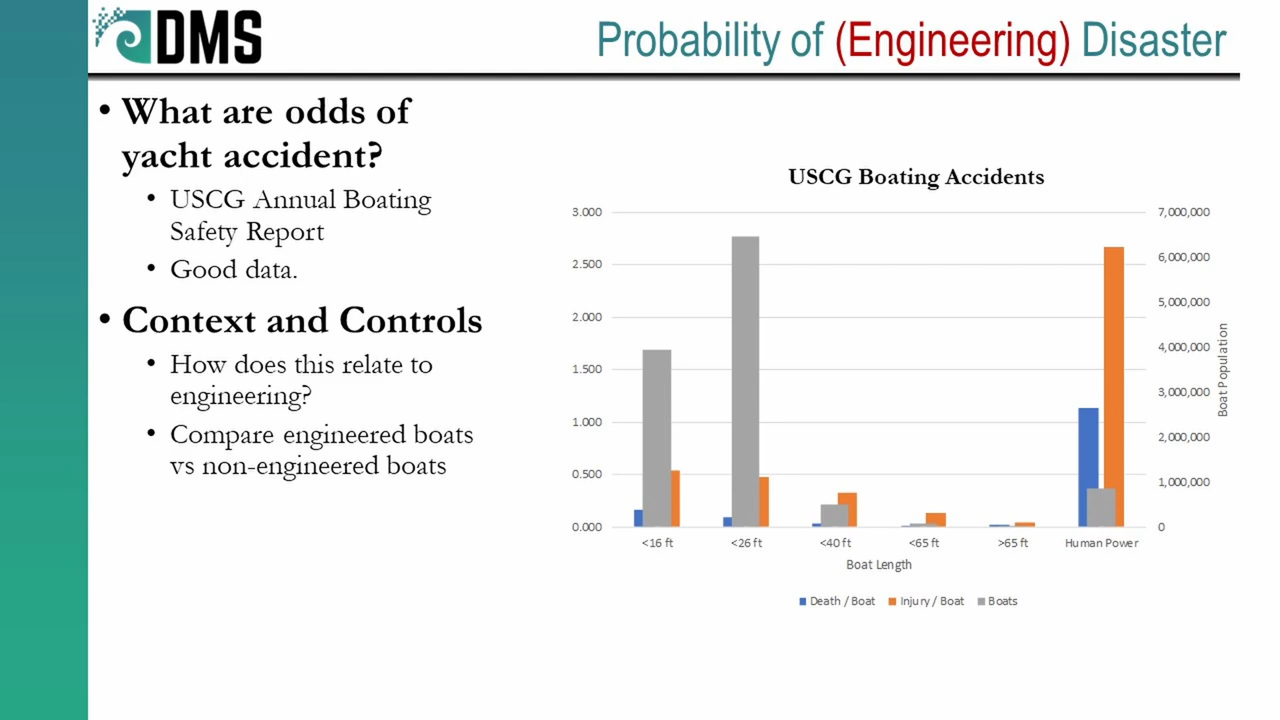 DMS
Probability of (Engineering) Disaster
• What are odds of
yacht accident?
• USCG Annual Boating
Safety Report
• Good data.
• Context and Controls
• How does this relate to
engineering?
• Compare engineered boats
vs non-engineered boats
USCG Boating Accidents
3.000
2.500
2.000
1.500
1.000
0.500
0.000
7,000,000
6,000,000
5,000,000
4,000,000
3,000,000
2,000,000
1,000,000
0
Boat Population
<16 ft
<26 ft
<40 ft
<65 ft
>65 ft
Human Power
Boat Length
Death / Boat
Injury / Boat
Boats